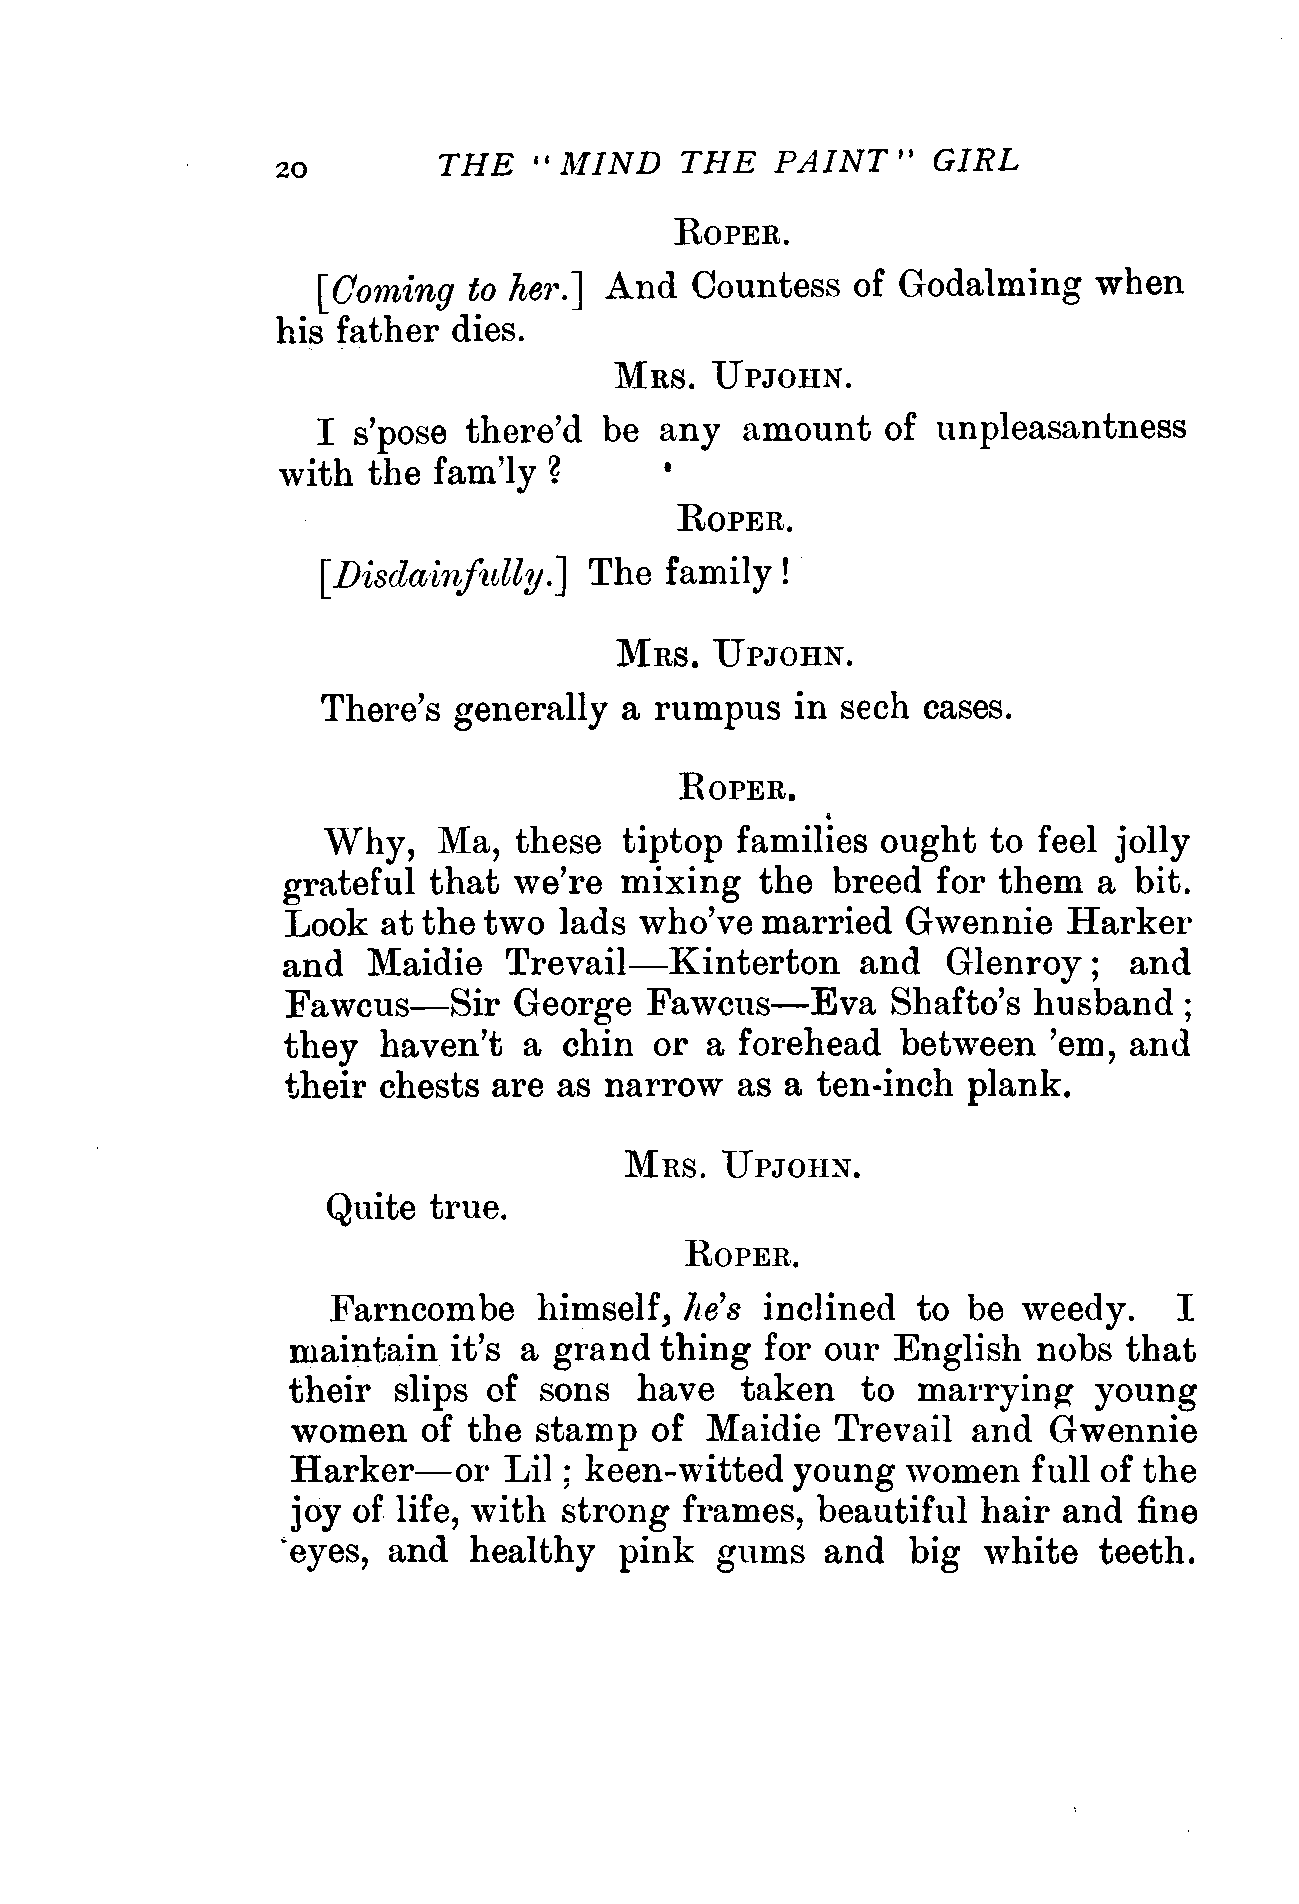 20 THE "MIND THE PAINT" GIRL
ROPER.
[Coming to her.] And Countess of Godalming when
his father dies.
MRS. UPJOHN.
I s'pose there'd be any amount of unpleasantness
with the fam'ly ?
ROPER.
[Disdainfully.] The family !
MRS. UPJOHN.
There's generally a rumpus in sech cases.
ROPER.
Why, Ma, these tiptop families ought to feel jolly
grateful that we're mixing the breed for them a bit.
Look at the two lads who've married Gwennie Harker
and Maidie Trevail—Kinterton and Glenroy ; and
Fawcus—Sir George Fawcus—Eva Shafto's husband ;
they haven't a chin or a forehead between 'em, and
their chests are as narrow as a ten-inch plank.
MRS. UPJOHN.
Quite true.
ROPER.
Farncombe himself, he's inclined to be weedy. I
maintain it's a grand thing for our English nobs that
their slips of sons have taken to marrying young
women of the stamp of Maidie Trevail and Gwennie
Harker—or Lil ; keen-witted young women full of the
joy of life, with strong frames, beautiful hair and fine
eyes, and healthy pink gums and big white teeth.